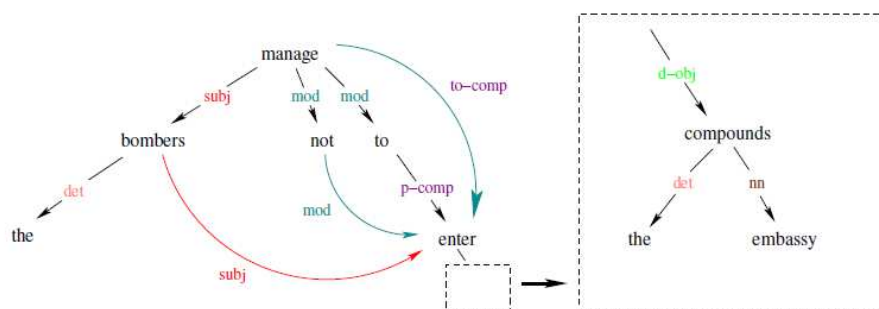 manage
d-obj
to-comp
subj mod mod
bombers not to compounds
det p-comp det nn
mod
the enter the embassy
subj